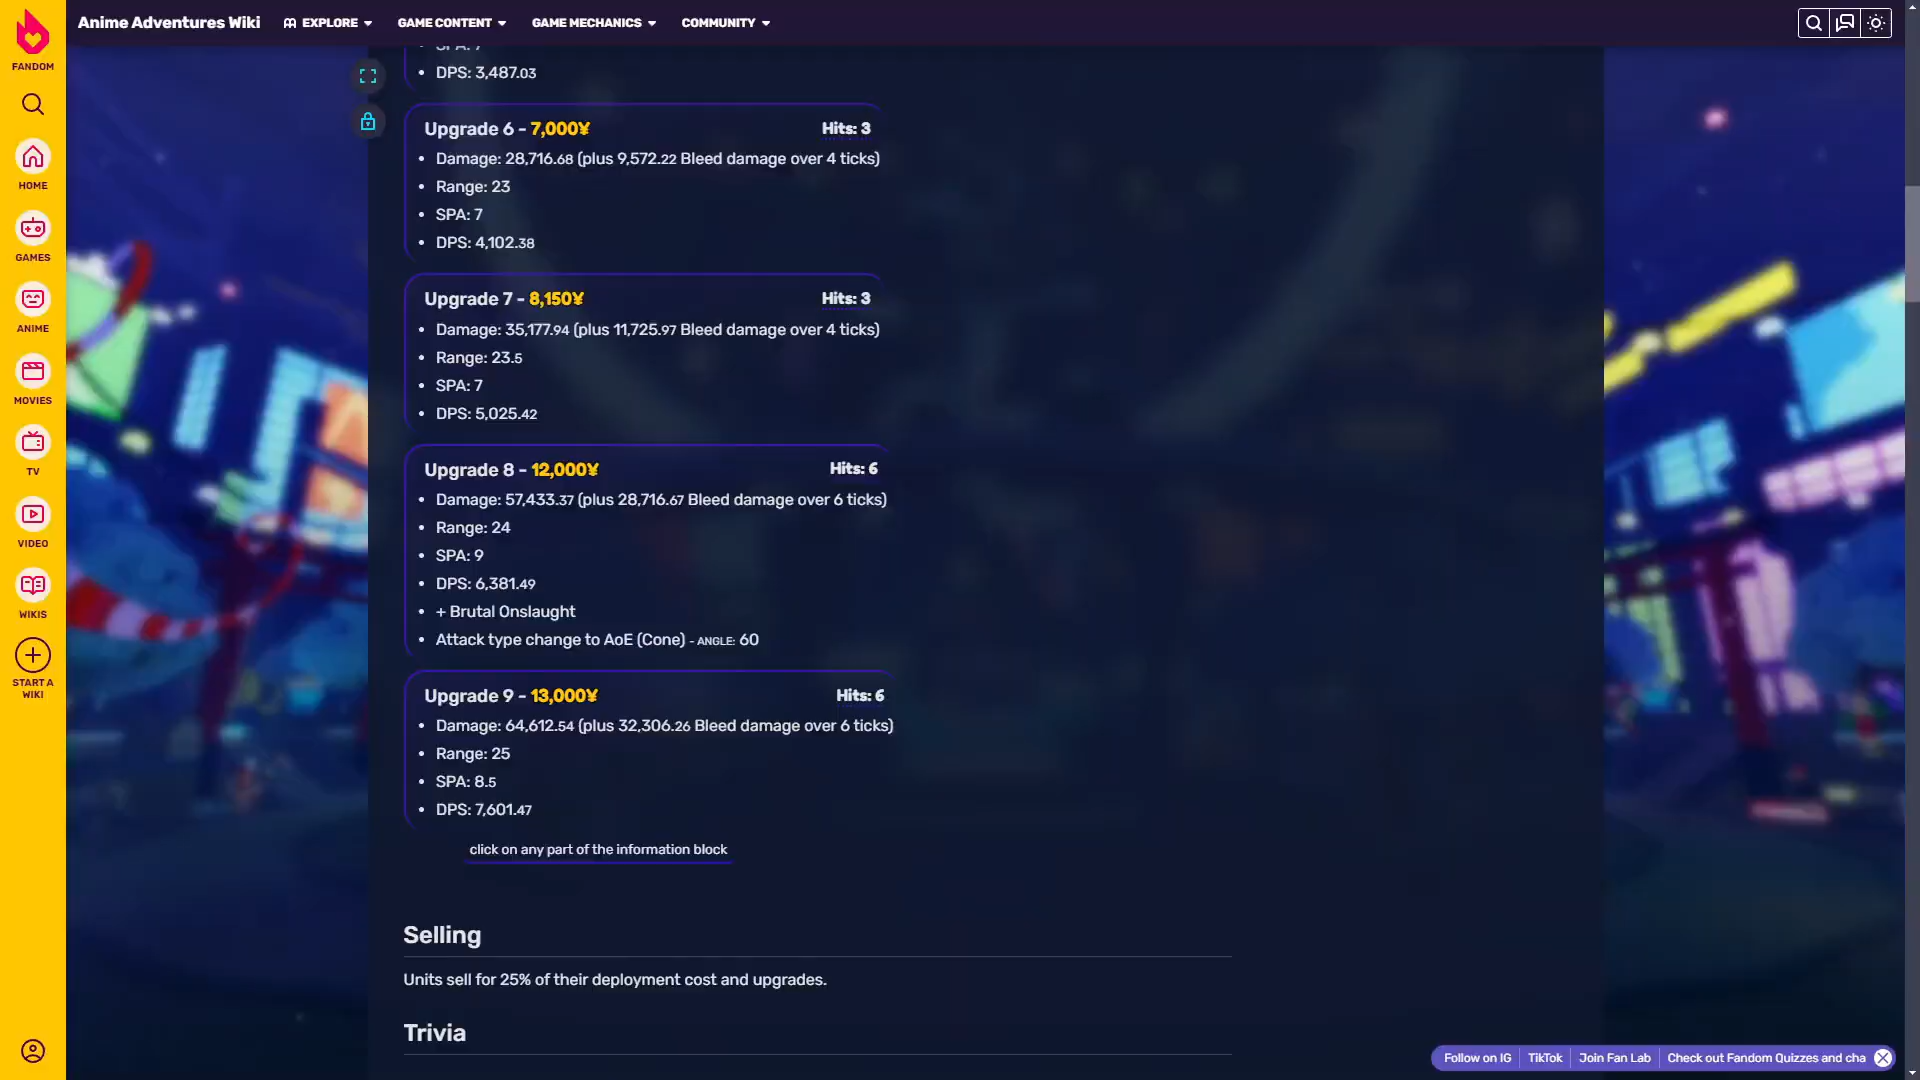 Anime Adventures Wiki
EXPLORE
GAME CONTENT
GAME MECHANICS
COMMUNITY
FANDOM
HOME
GAMES
ANIME
MOVIES
TV
VIDEO
WIKIS
START A
WIKI
SPA: 7
DPS: 3,487.03
Upgrade 6 - 7,000¥ Hits: 3
Damage: 28,716.68 (plus 9,572.22 Bleed damage over 4 ticks)
Range: 23
SPA: 7
DPS: 4,102.38
Upgrade 7 - 8,150¥ Hits: 3
Damage: 35,177.94 (plus 11,725.97 Bleed damage over 4 ticks)
Range: 23.5
SPA: 7
DPS: 5,025.42
Upgrade 8 - 12,000¥ Hits: 6
Damage: 57,433.37 (plus 28,716.67 Bleed damage over 6 ticks)
Range: 24
SPA: 9
DPS: 6,381.49
+ Brutal Onslaught
Attack type change to AoE (Cone) - ANGLE: 60
Upgrade 9 - 13,000¥ Hits: 6
Damage: 64,612.54 (plus 32,306.26 Bleed damage over 6 ticks)
Range: 25
SPA: 8.5
DPS: 7,601.47
click on any part of the information block
Selling
Units sell for 25% of their deployment cost and upgrades.
Trivia
Follow on IG
TikTok
Join Fan Lab
Check out Fandom Quizzes and cha